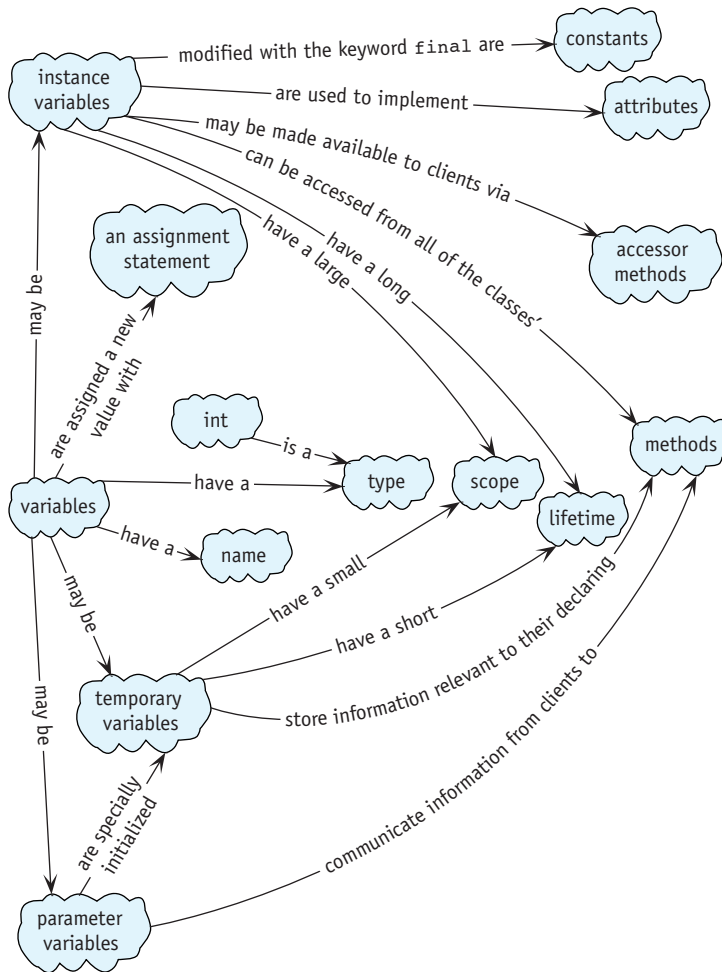 modified with the keyword final are
constants
instance
variables
are used to implement
attributes
may be made available to clients via
accessor
methods
can be accessed from all of the classes’
have a long
have a large
an assignment
statement
may be
are assigned a new
value with
int
is a
type
scope
methods
have a
variables
lifetime
have a
name
may be
have a small
have a short
temporary
variables
store information relevant to their declaring
may be
are specially
initialized
communicate information from clients to
parameter
variables